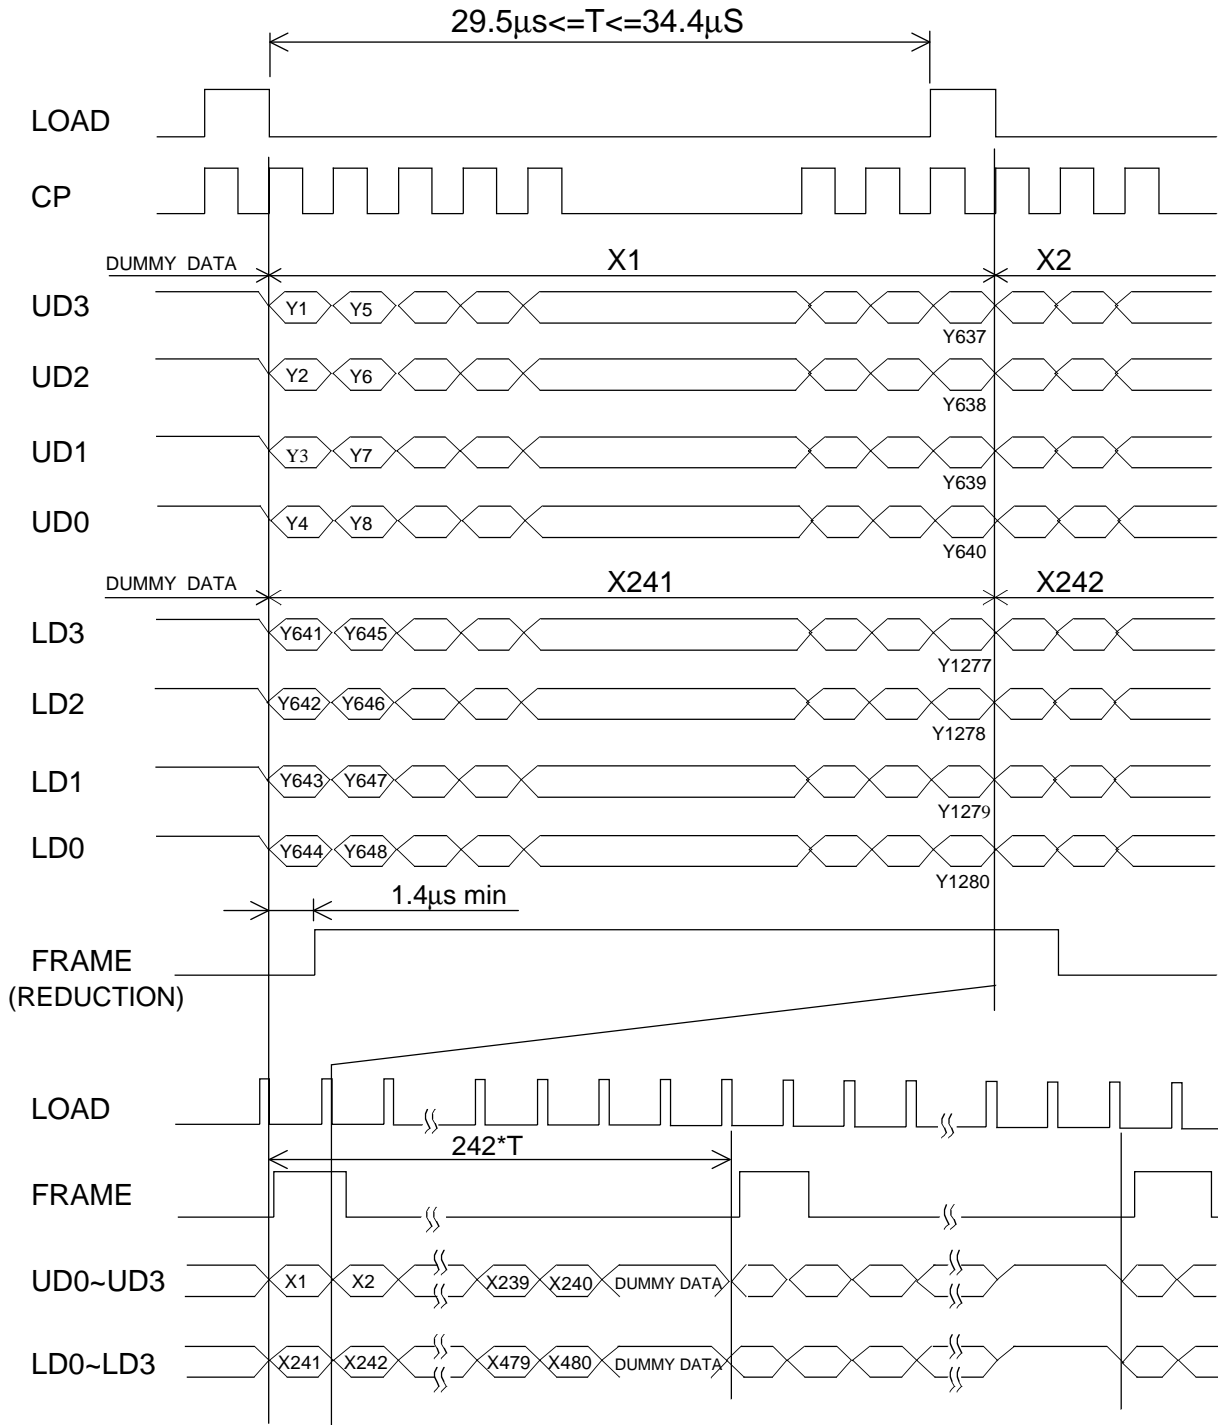 29.5μs<=T<=34.4μS
LOAD
CP
DUMMY DATA X1 X2
UD3 Y1 Y5
Y637
UD2 Y2 Y6
Y638
UD1 Y3 Y7
Y639
UD0 Y4 Y8
Y640
DUMMY DATA X241 X242
LD3 Y641 Y645
Y1277
LD2 Y642 Y646
Y1278
LD1 Y643 Y647
Y1279
LD0 Y644 Y648
Y1280
1.4μs min
FRAME
(REDUCTION)
LOAD
242*T
FRAME
UD0~UD3 X1 X2 X239 X240 DUMMY DATA
LD0~LD3 X241 X242 X479 X480 DUMMY DATA